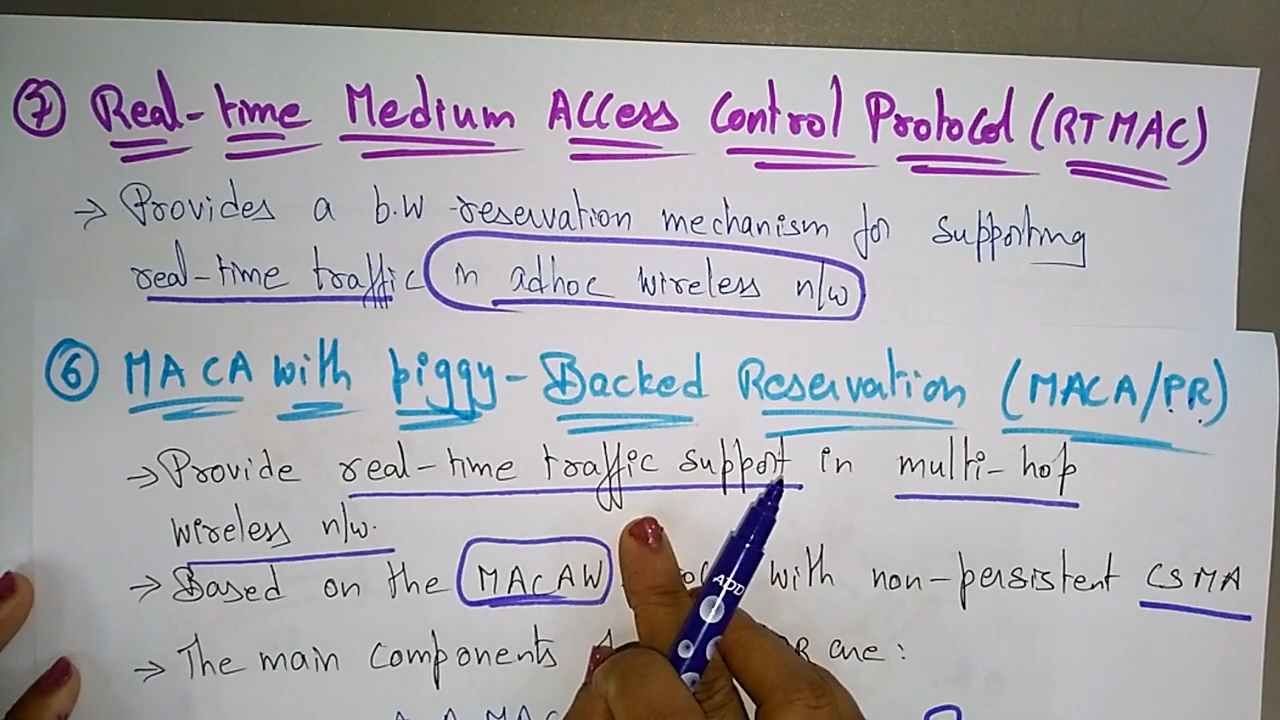 ⑦ Real-time Medium Access Control Protocol (RTMAC)
→ Provides a b.w reservation mechanism for supporting
real-time traffic in adhoc wireless n/w
⑥ MACA with piggy-Backed Reservation (MACA/PR)
→ Provide real-time traffic support in multi-hop
wireless n/w.
→ Based on the MACAW with non-persistent CSMA
→ The main components are:
ADD